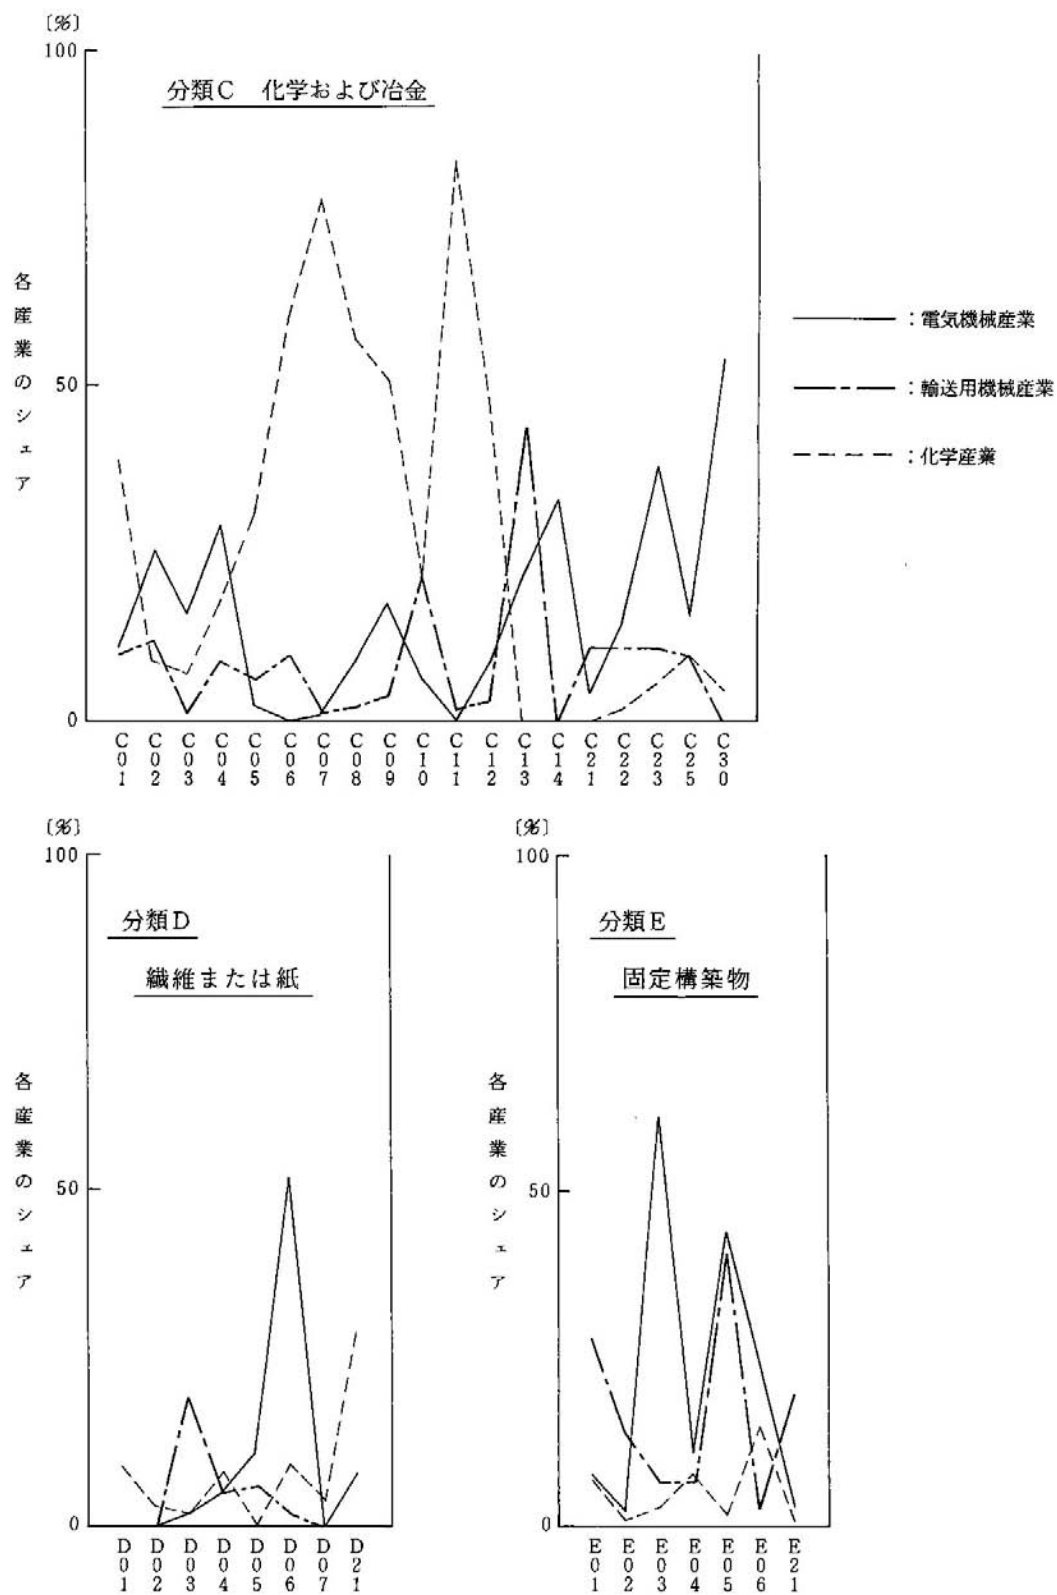 〔%〕
100
分類C 化学および冶金
各産業のシェア
50
0
C01 C02 C03 C04 C05 C06 C07 C08 C09 C10 C11 C12 C13 C14 C21 C22 C23 C25 C30
：電気機械産業
：輸送用機械産業
：化学産業
〔%〕
100
分類D
繊維または紙
各産業のシェア
50
0
D01 D02 D03 D04 D05 D06 D07 D21
〔%〕
100
分類E
固定構築物
各産業のシェア
50
0
E01 E02 E03 E04 E05 E06 E21